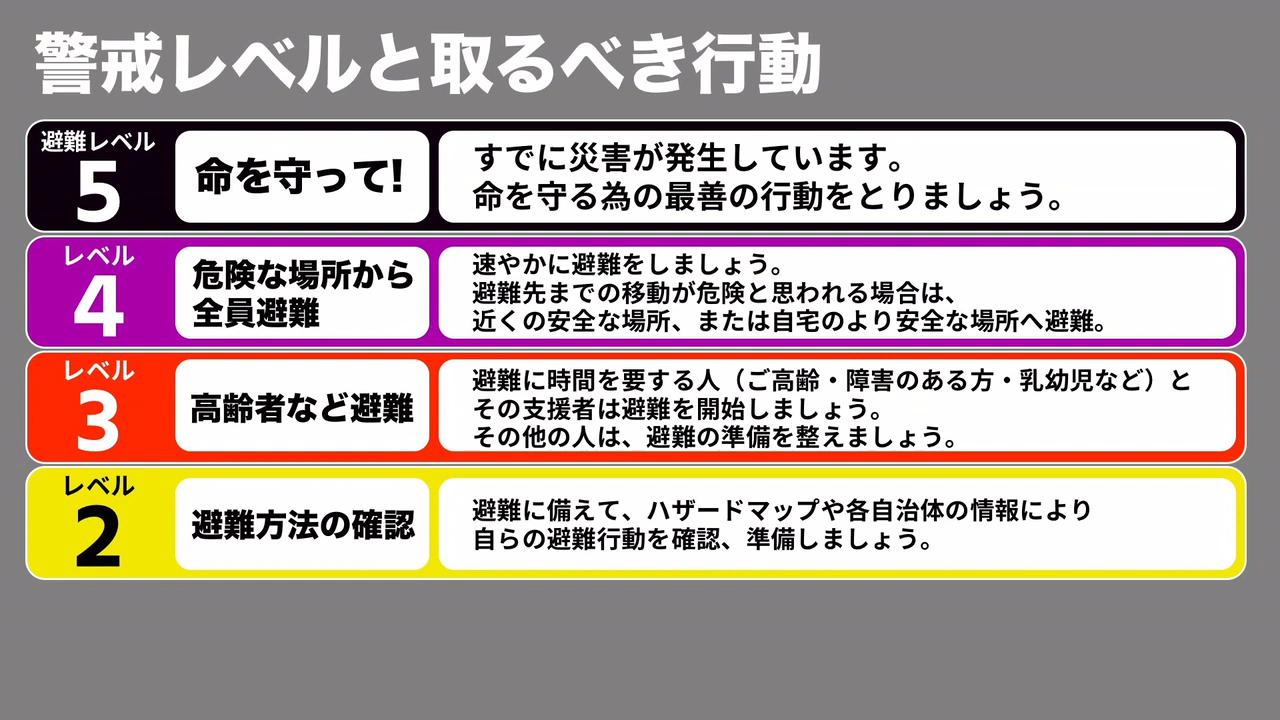 警戒レベルと取るべき行動
避難レベル
5
命を守って!
すでに災害が発生しています。
命を守る為の最善の行動をとりましょう。
レベル
4
危険な場所から
全員避難
速やかに避難をしましょう。
避難先までの移動が危険と思われる場合は、
近くの安全な場所、または自宅のより安全な場所へ避難。
レベル
3
高齢者など避難
避難に時間を要する人（ご高齢・障害のある方・乳幼児など）と
その支援者は避難を開始しましょう。
その他の人は、避難の準備を整えましょう。
レベル
2
避難方法の確認
避難に備えて、ハザードマップや各自治体の情報により
自らの避難行動を確認、準備しましょう。